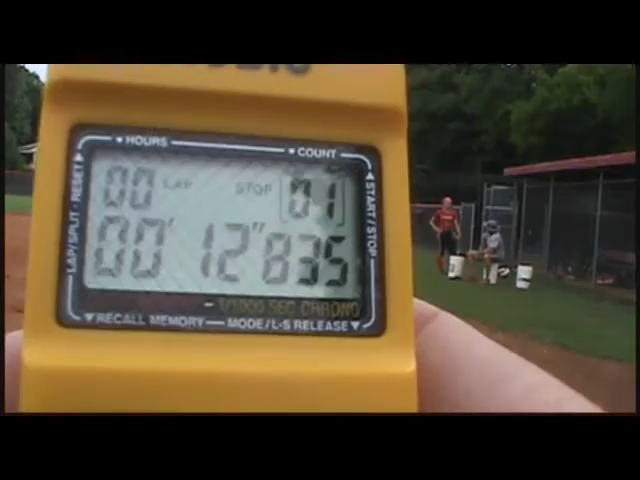 HOURS COUNT
LAP/SPLIT·RESET
START/STOP
00 LAP STOP 01
00' 12" 835
1/1000 SEC CHRONO
RECALL MEMORY MODE/L-S RELEASE